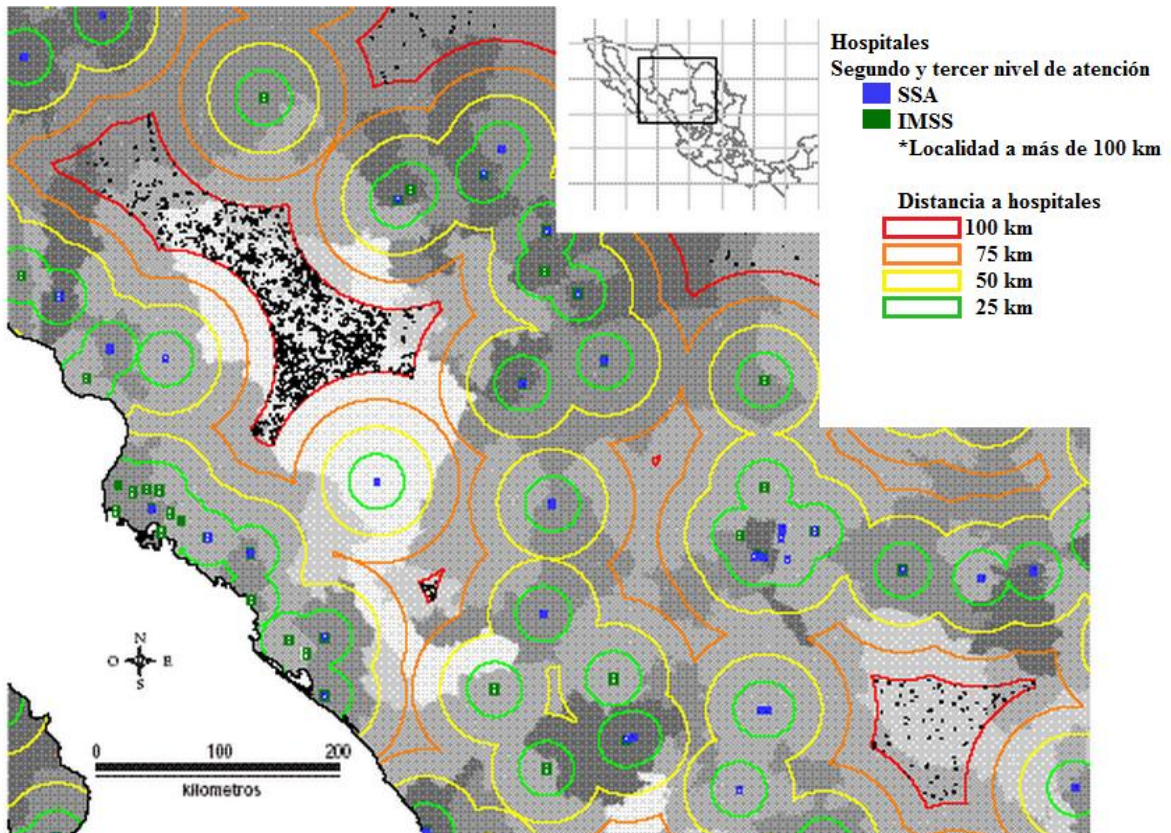 Hospitales
Segundo y tercer nivel de atención
SSA
IMSS
*Localidad a más de 100 km
Distancia a hospitales
100 km
75 km
50 km
25 km
N
O E
S
0 100 200
kilometros